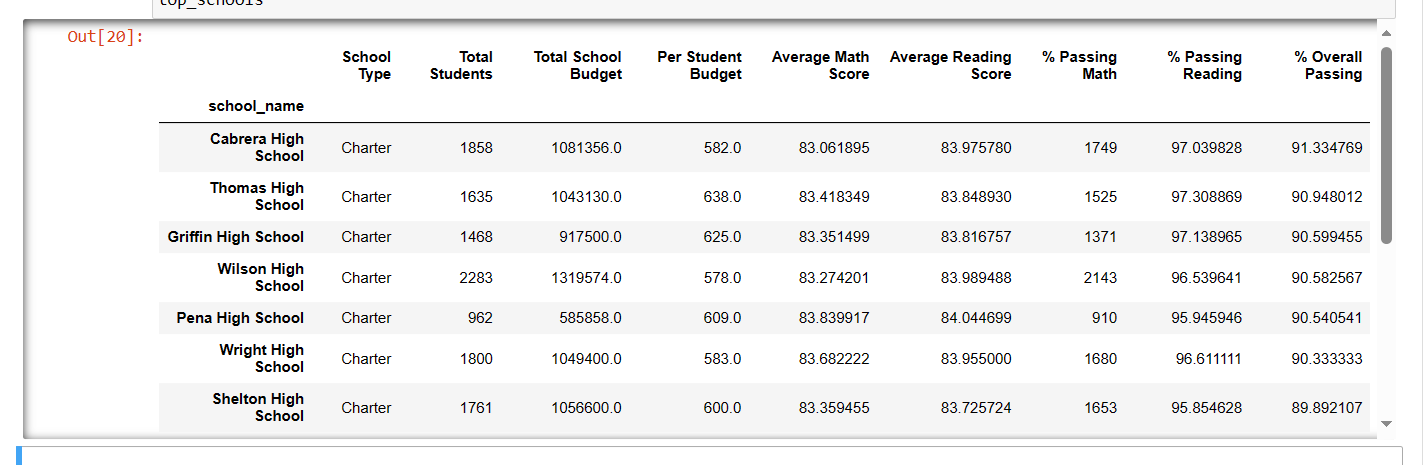 top_schools
Out[20]:
School Type Total Students Total School Budget Per Student Budget Average Math Score Average Reading Score % Passing Math % Passing Reading % Overall Passing
school_name
Cabrera High School Charter 1858 1081356.0 582.0 83.061895 83.975780 1749 97.039828 91.334769
Thomas High School Charter 1635 1043130.0 638.0 83.418349 83.848930 1525 97.308869 90.948012
Griffin High School Charter 1468 917500.0 625.0 83.351499 83.816757 1371 97.138965 90.599455
Wilson High School Charter 2283 1319574.0 578.0 83.274201 83.989488 2143 96.539641 90.582567
Pena High School Charter 962 585858.0 609.0 83.839917 84.044699 910 95.945946 90.540541
Wright High School Charter 1800 1049400.0 583.0 83.682222 83.955000 1680 96.611111 90.333333
Shelton High School Charter 1761 1056600.0 600.0 83.359455 83.725724 1653 95.854628 89.892107